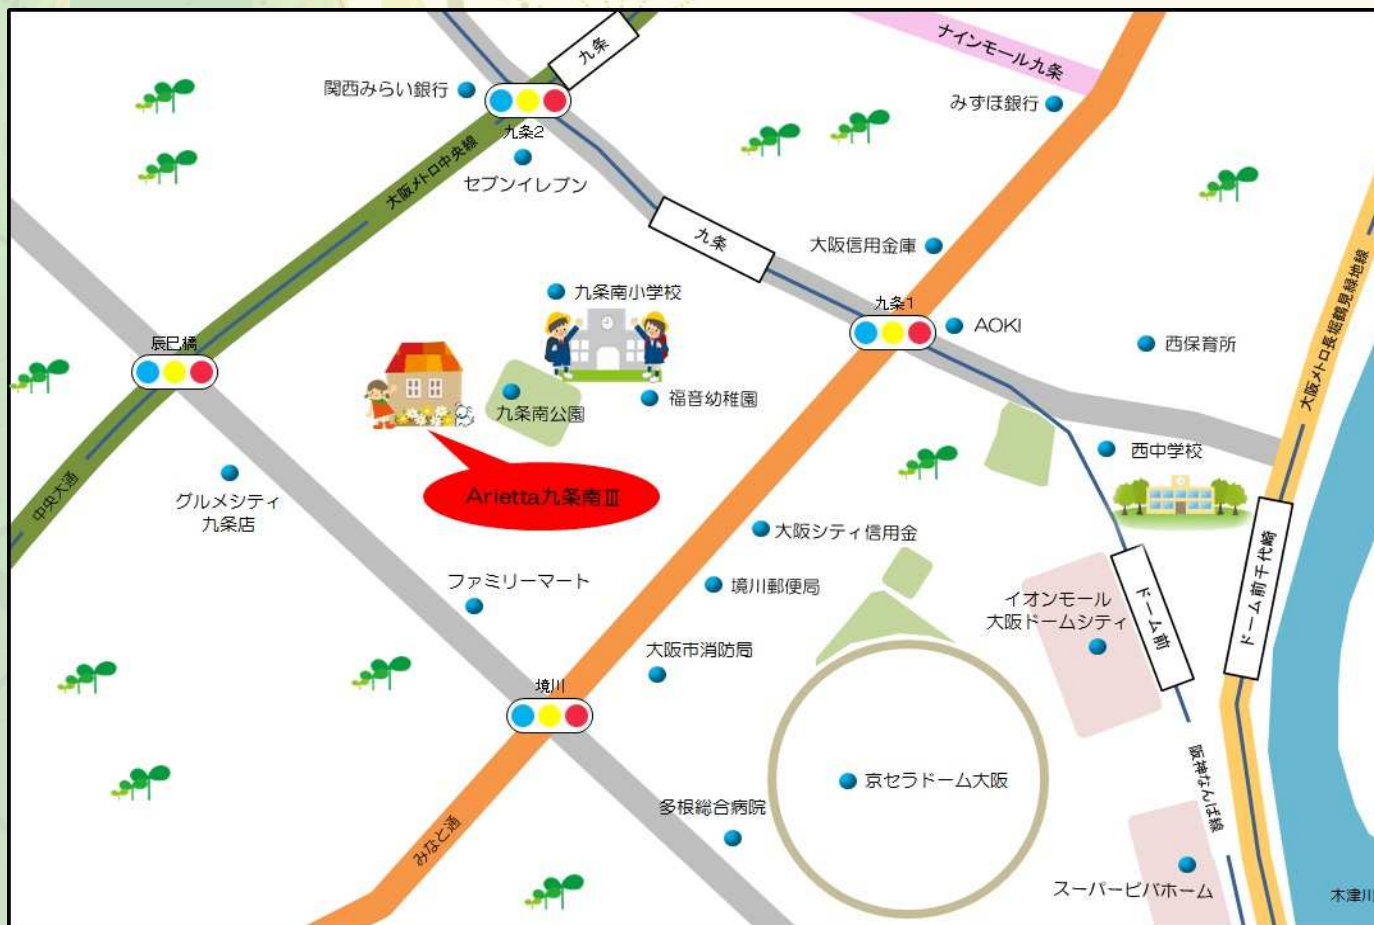 九条
ナインモール九条
関西みらい銀行
みずほ銀行
九条2
大阪メトロ中央線
セブンイレブン
九条
大阪信用金庫
大阪メトロ長堀鶴見緑地線
九条南小学校
九条1
AOKI
辰巳橋
西保育所
九条南公園
福音幼稚園
西中学校
中央大通
グルメシティ
九条店
Arietta九条南Ⅲ
大阪シティ信用金
ファミリーマート
境川郵便局
イオンモール
大阪ドームシティ
ドーム前
ドーム前千代崎
大阪市消防局
境川
阪神なんば線
京セラドーム大阪
多根総合病院
みなと通
スーパービバホーム
木津川